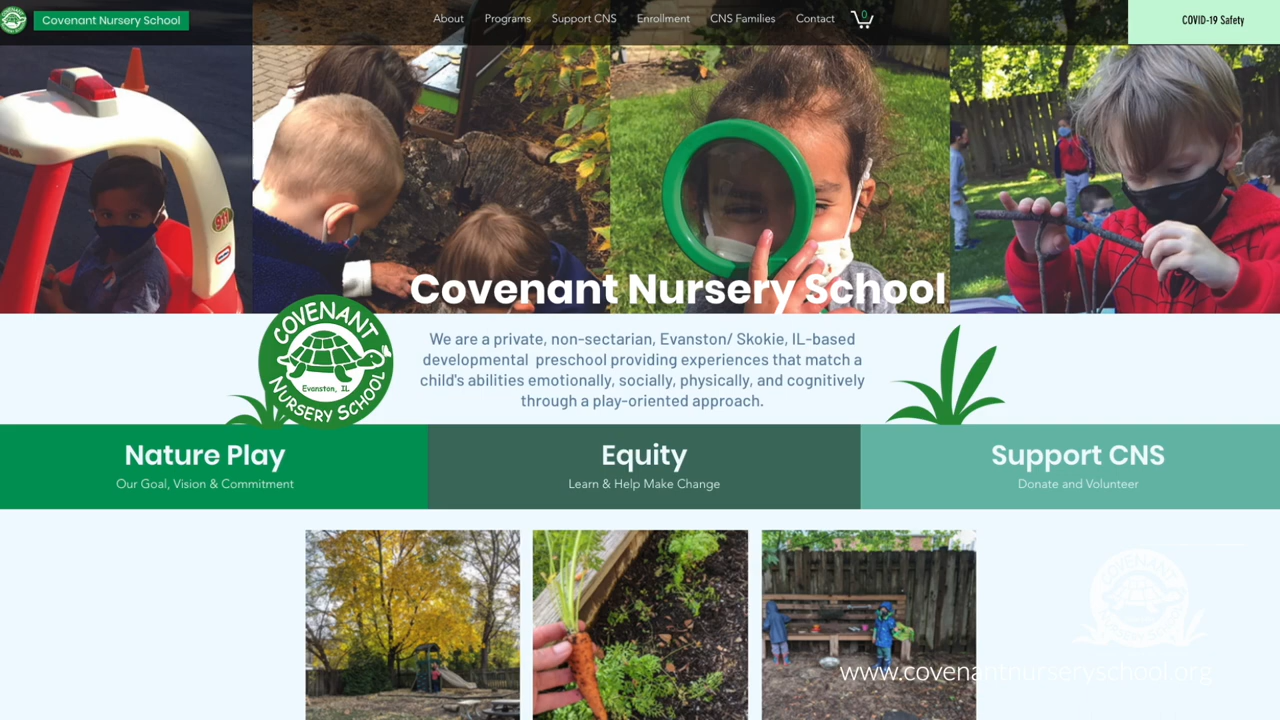 Covenant Nursery School
About Programs Support CNS Enrollment CNS Families Contact 0
COVID-19 Safety
911
Covenant Nursery School
COVENANT
Evanston, IL
NURSERY SCHOOL
We are a private, non-sectarian, Evanston/ Skokie, IL-based
developmental preschool providing experiences that match a
child's abilities emotionally, socially, physically, and cognitively
through a play-oriented approach.
Nature Play
Our Goal, Vision & Commitment
Equity
Learn & Help Make Change
Support CNS
Donate and Volunteer
COVENANT
www.covenantnurseryschool.org